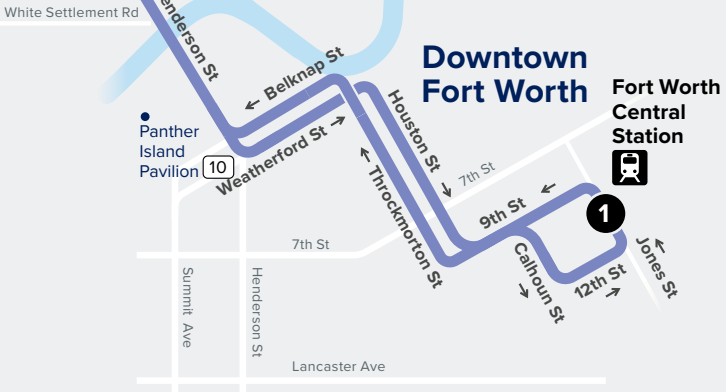 White Settlement Rd
Henderson St
Belknap St
Downtown
Fort Worth
Fort Worth
Central
Station
Panther
Island
Pavilion
10
Weatherford St
Houston St
7th St
Throckmorton St
9th St
1
7th St
Calhoun St
12th St
Jones St
Summit Ave
Henderson St
Lancaster Ave